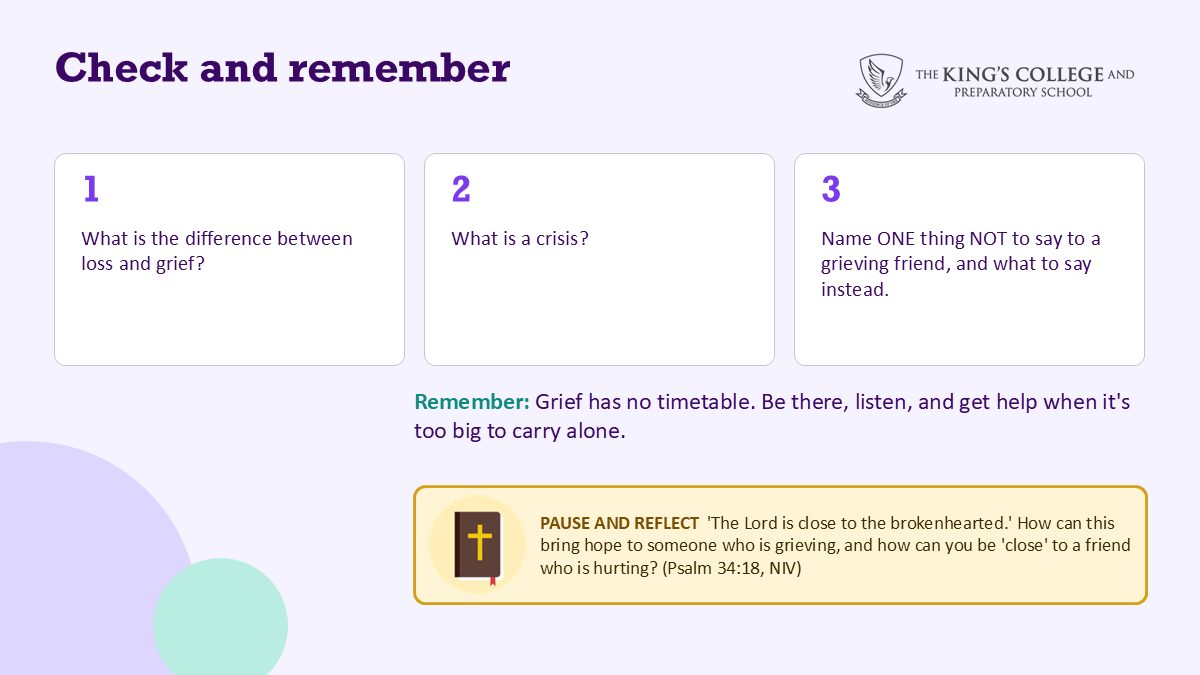 Check and remember
THE KING'S COLLEGE AND
PREPARATORY SCHOOL
1
What is the difference between
loss and grief?
2
What is a crisis?
3
Name ONE thing NOT to say to a
grieving friend, and what to say
instead.
Remember: Grief has no timetable. Be there, listen, and get help when it's
too big to carry alone.
PAUSE AND REFLECT 'The Lord is close to the brokenhearted.' How can this
bring hope to someone who is grieving, and how can you be 'close' to a friend
who is hurting? (Psalm 34:18, NIV)